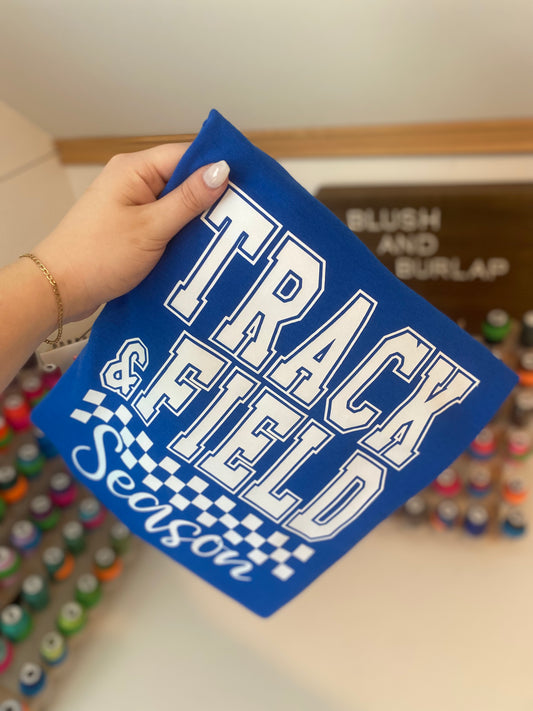 BLUSH
AND
BURLAP
TRACK
& FIELD
Season